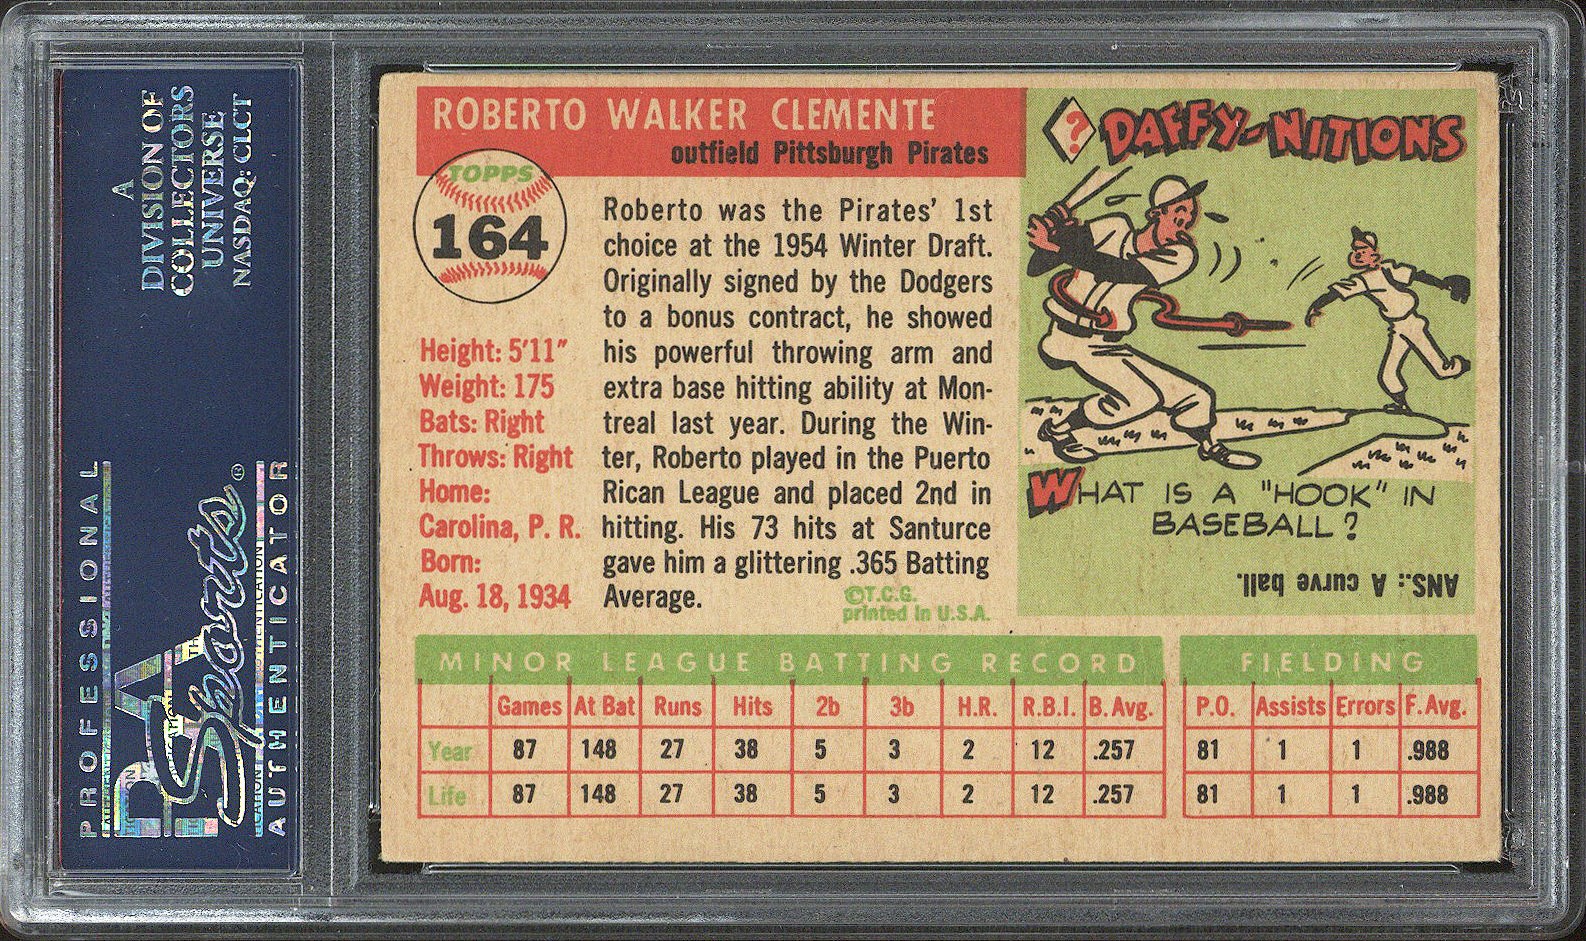 A
DIVISION OF
COLLECTORS
UNIVERSE
NASDAQ: CLCT
PROFESSIONAL
PSA
Sports®
AUTHENTICATOR
ROBERTO WALKER CLEMENTE
outfield Pittsburgh Pirates
TOPPS
164
Height: 5'11"
Weight: 175
Bats: Right
Throws: Right
Home:
Carolina, P. R.
Born:
Aug. 18, 1934
Roberto was the Pirates' 1st
choice at the 1954 Winter Draft.
Originally signed by the Dodgers
to a bonus contract, he showed
his powerful throwing arm and
extra base hitting ability at Mon-
treal last year. During the Win-
ter, Roberto played in the Puerto
Rican League and placed 2nd in
hitting. His 73 hits at Santurce
gave him a glittering .365 Batting
Average.
©T.C.G.
printed in U.S.A.
? DAFFY-NITIONS
WHAT IS A "HOOK" IN
BASEBALL?
ANS.: A curve ball.
MINOR LEAGUE BATTING RECORD
Games At Bat Runs Hits 2b 3b H.R. R.B.I. B. Avg.
Year 87 148 27 38 5 3 2 12 .257
Life 87 148 27 38 5 3 2 12 .257
FIELDING
P.O. Assists Errors F. Avg.
81 1 1 .988
81 1 1 .988